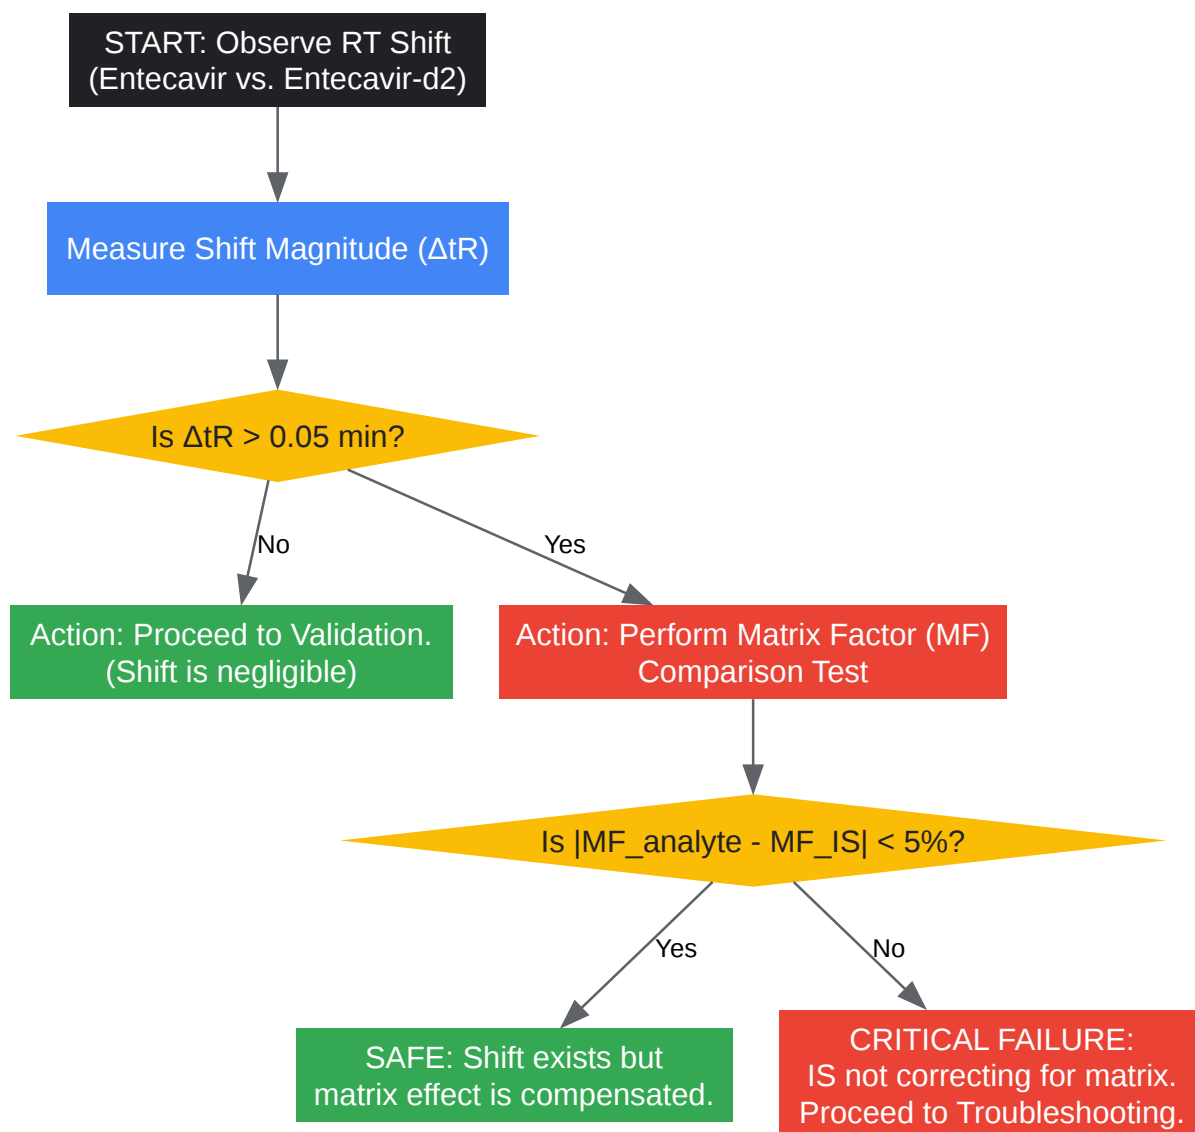 START: Observe RT Shift
(Entecavir vs. Entecavir-d2)
Measure Shift Magnitude (ΔtR)
Is ΔtR > 0.05 min?
No
Yes
Action: Proceed to Validation.
(Shift is negligible)
Action: Perform Matrix Factor (MF)
Comparison Test
Is |MF_analyte - MF_IS| < 5%?
Yes
No
SAFE: Shift exists but
matrix effect is compensated.
CRITICAL FAILURE:
IS not correcting for matrix.
Proceed to Troubleshooting.